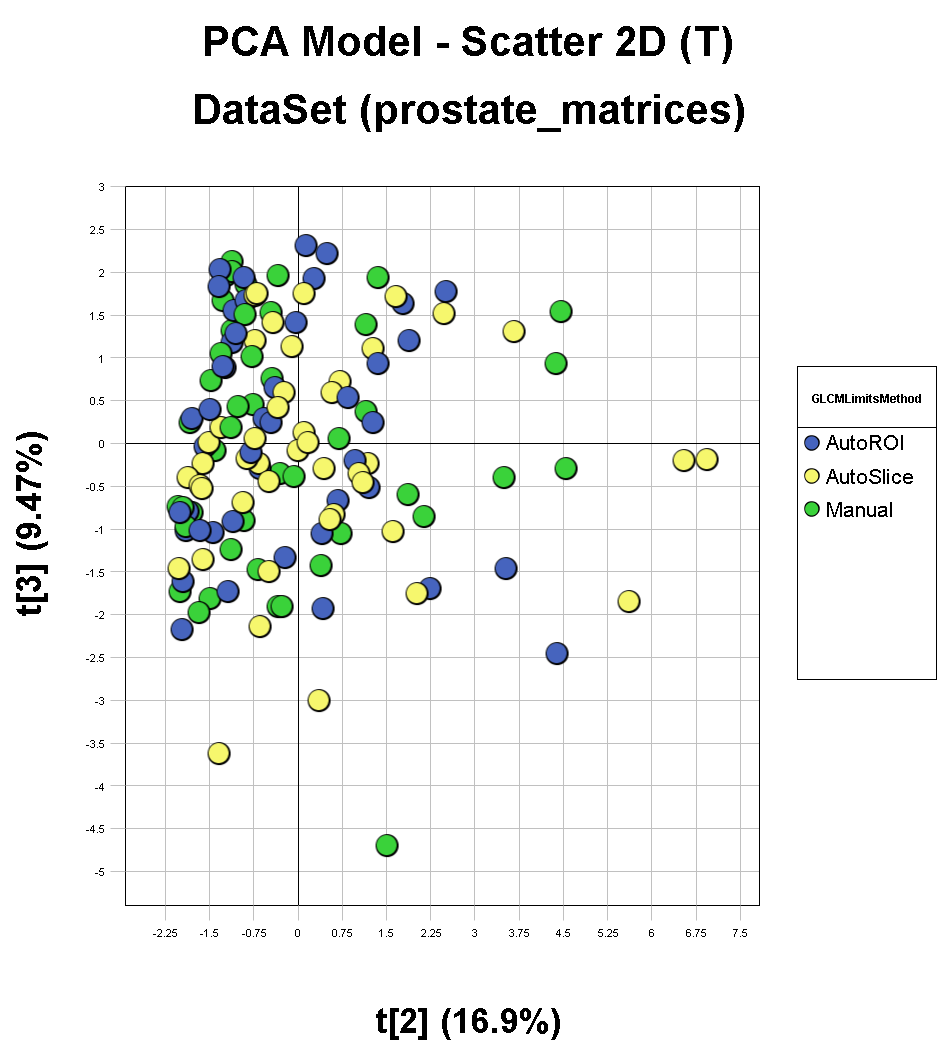 PCA Model - Scatter 2D (T)
DataSet (prostate_matrices)
3
2.5
2
1.5
1
0.5
0
-0.5
-1
-1.5
-2
-2.5
-3
-3.5
-4
-4.5
-5
t[3] (9.47%)
-2.25 -1.5 -0.75 0 0.75 1.5 2.25 3 3.75 4.5 5.25 6 6.75 7.5
t[2] (16.9%)
GLCMLimitsMethod
AutoROI
AutoSlice
Manual